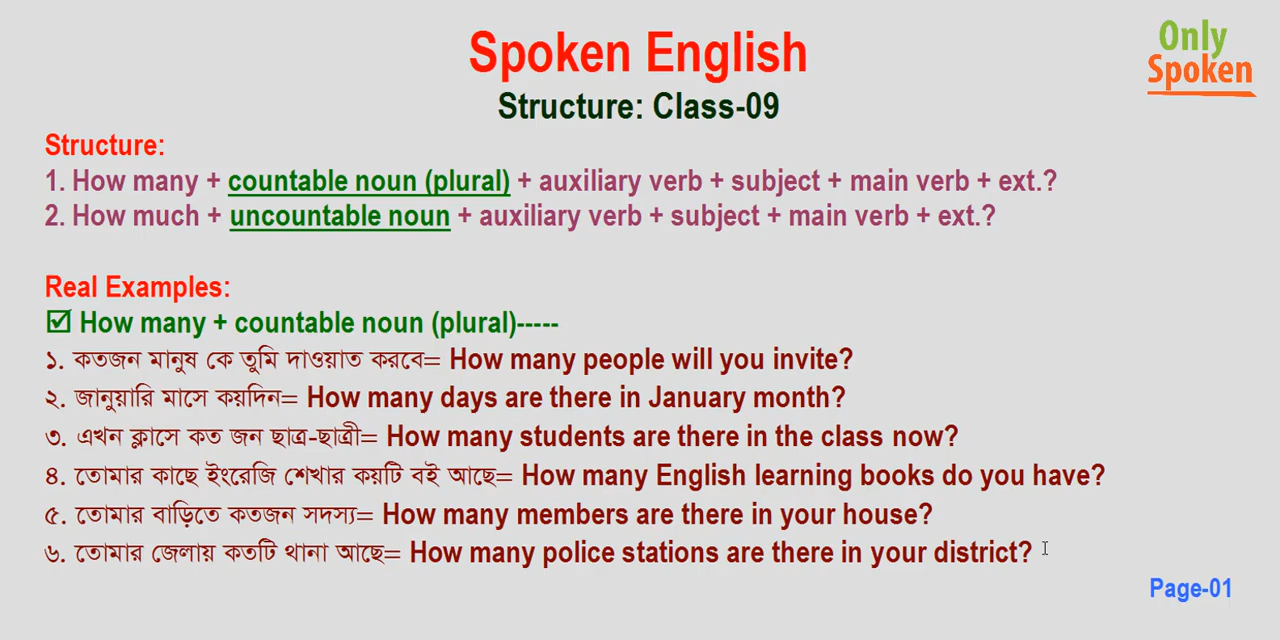 Only
Spoken
Spoken English
Structure: Class-09
Structure:
1. How many + countable noun (plural) + auxiliary verb + subject + main verb + ext.?
2. How much + uncountable noun + auxiliary verb + subject + main verb + ext.?
Real Examples:
☑ How many + countable noun (plural)-----
১. কতজন মানুষ কে তুমি দাওয়াত করবে= How many people will you invite?
২. জানুয়ারি মাসে কয়দিন= How many days are there in January month?
৩. এখন ক্লাসে কত জন ছাত্র-ছাত্রী= How many students are there in the class now?
৪. তোমার কাছে ইংরেজি শেখার কয়টি বই আছে= How many English learning books do you have?
৫. তোমার বাড়িতে কতজন সদস্য= How many members are there in your house?
৬. তোমার জেলায় কতটি থানা আছে= How many police stations are there in your district?
Page-01